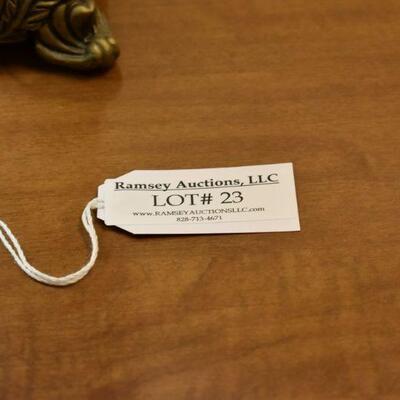 Ramsey Auctions, LLC
LOT# 23
www.RAMSEYAUCTIONSLLC.com
828-713-4671